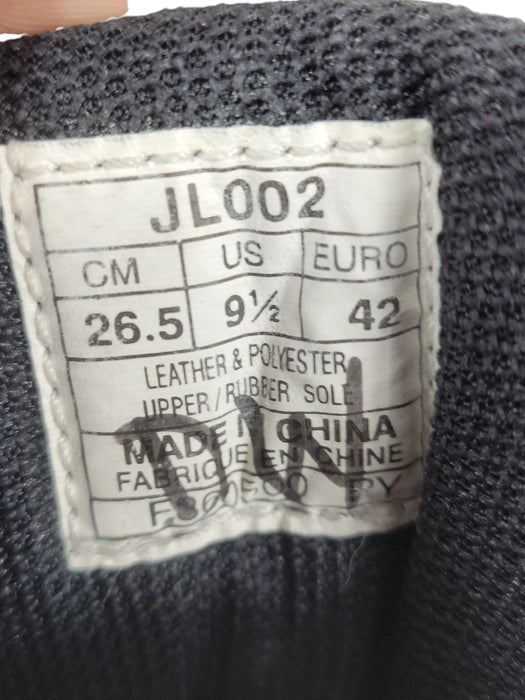 JL002
CM US EURO
26.5 9½ 42
LEATHER & POLYESTER
UPPER/RUBBER SOLE
MADE IN CHINA
FABRIQUE EN CHINE
PY